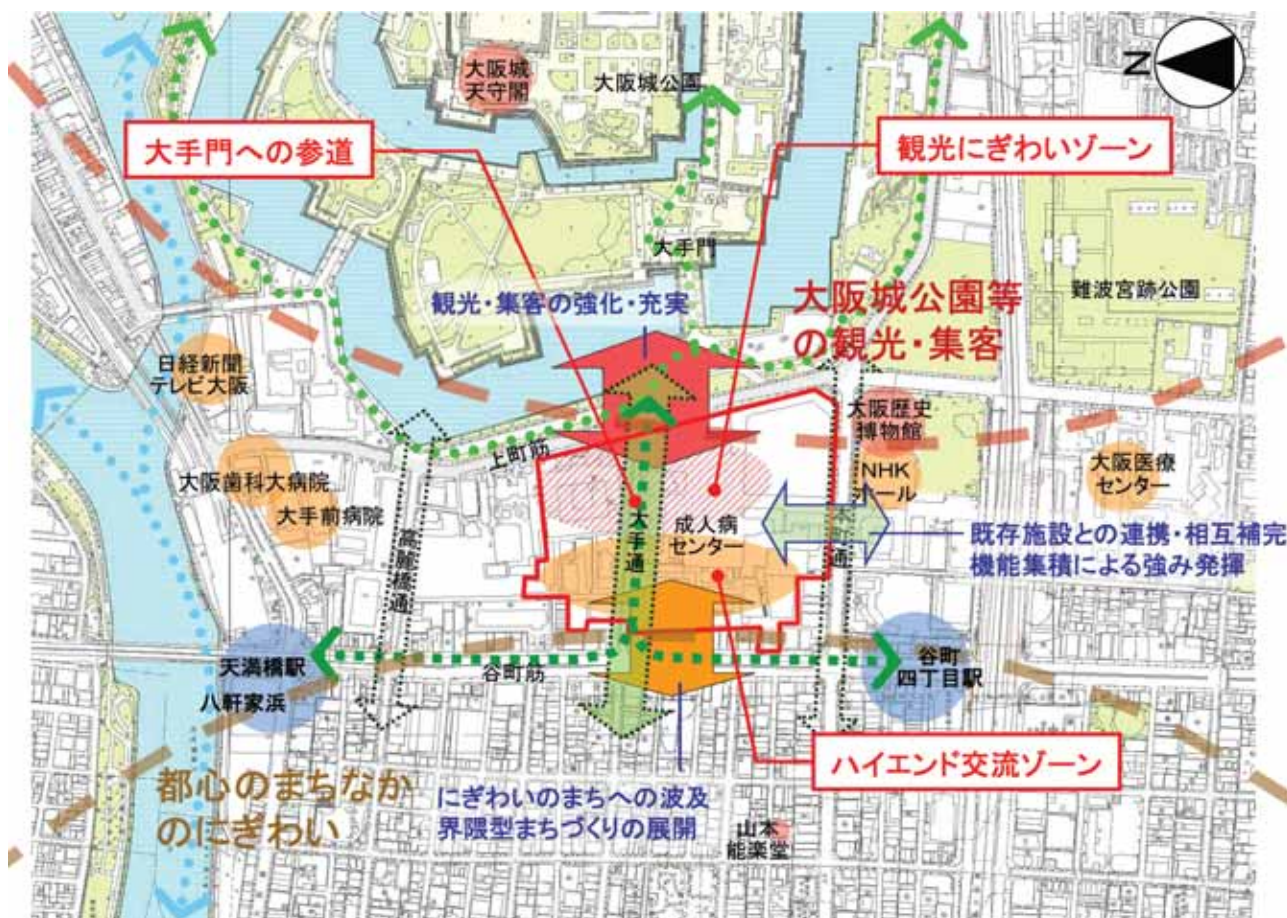 N
大阪城
天守閣
大阪城公園
大手門への参道
観光にぎわいゾーン
大手門
観光・集客の強化・充実
大阪城公園等
の観光・集客
難波宮跡公園
日経新聞
テレビ大阪
大阪歴史
博物館
上町筋
NHK
ホール
大阪医療
センター
大阪歯科大病院
大手前病院
高麗橋通
大手通
成人病
センター
本町通
既存施設との連携・相互補完
機能集積による強み発揮
天満橋駅
八軒家浜
谷町筋
谷町
四丁目駅
ハイエンド交流ゾーン
都心のまちなか
のにぎわい
にぎわいのまちへの波及
界隈型まちづくりの展開
山本
能楽堂